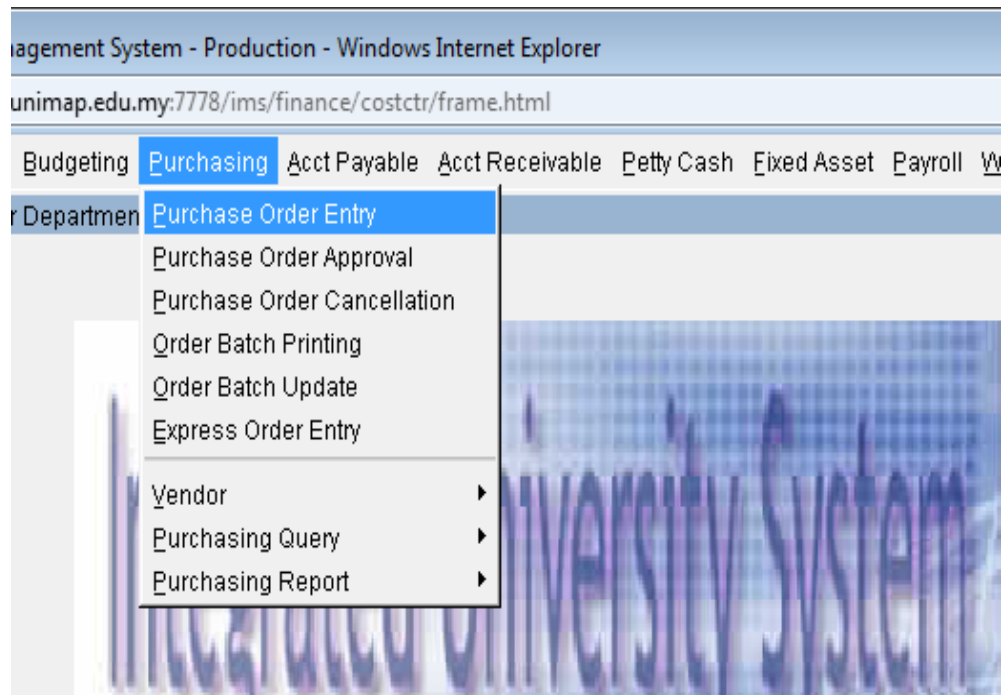 agement System - Production - Windows Internet Explorer
unimap.edu.my:7778/ims/finance/costctr/frame.html
Budgeting Purchasing Acct Payable Acct Receivable Petty Cash Fixed Asset Payroll
r Departmen
Purchase Order Entry
Purchase Order Approval
Purchase Order Cancellation
Order Batch Printing
Order Batch Update
Express Order Entry
Vendor
Purchasing Query
Purchasing Report
Integrated University System